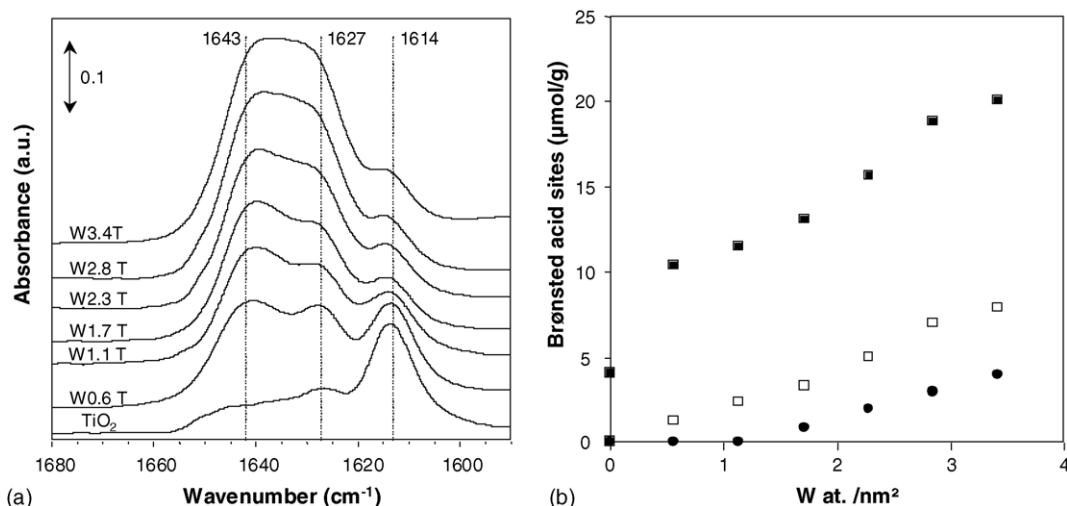 1643
1627
1614
0.1
Absorbance (a.u.)
W3.4T
W2.8 T
W2.3 T
W1.7 T
W1.1 T
W0.6 T
TiO₂
1680
1660
1640
1620
1600
(a)
Wavenumber (cm⁻¹)
Brønsted acid sites (μmol/g)
25
20
15
10
5
0
0
1
2
3
4
(b)
W at. /nm²